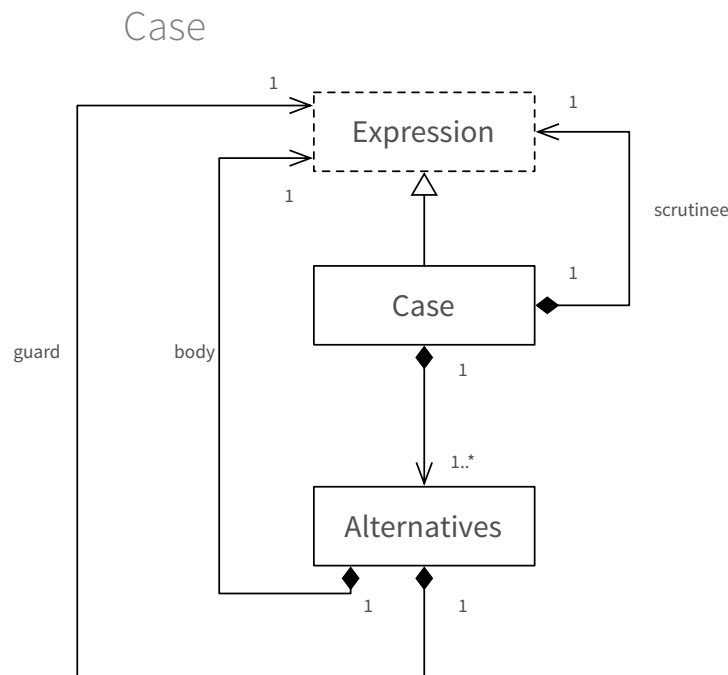 Case
1
1
Expression
1
scrutinee
1
Case
guard
body
1
1..*
Alternatives
1
1